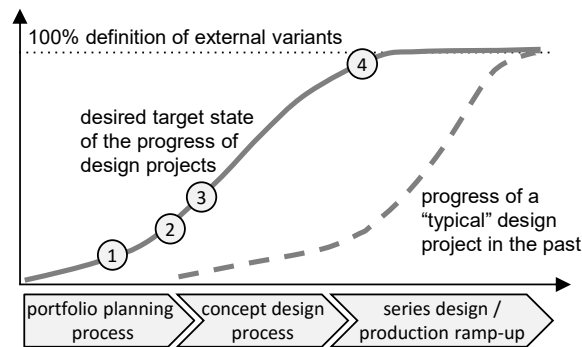 100% definition of external variants
4
desired target state
of the progress of
design projects
3
2
1
progress of a
“typical” design
project in the past
portfolio planning
process
concept design
process
series design /
production ramp-up